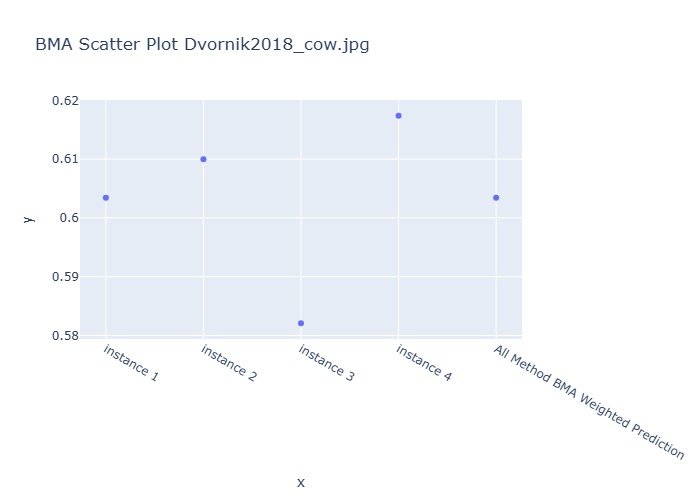 BMA Scatter Plot Dvornik2018_cow.jpg
0.62
0.61
0.6
0.59
0.58
y
instance 1
instance 2
instance 3
instance 4
All Method BMA Weighted Prediction
x